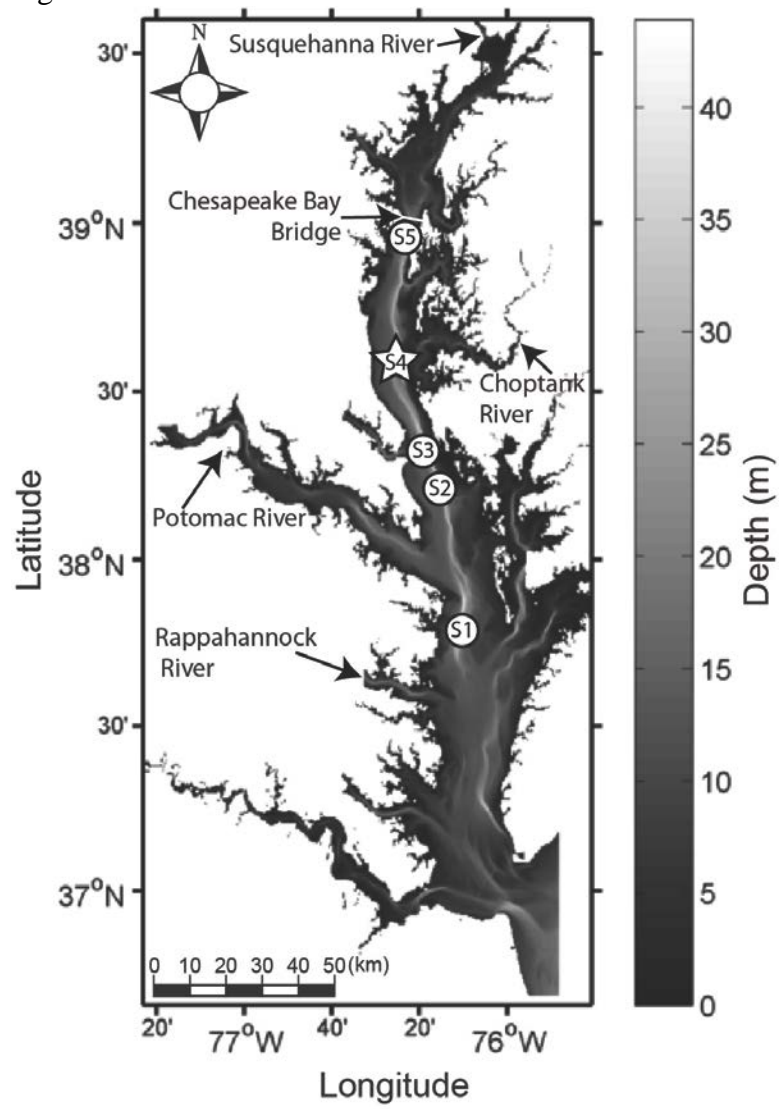 N
Susquehanna River
Chesapeake Bay
Bridge
S5
S4
Choptank
River
S3
S2
Potomac River
S1
Rappahannock
River
0 10 20 30 40 50 (km)
30'
39°N
30'
38°N
30'
37°N
Latitude
20' 77°W 40' 20' 76°W
Longitude
40
35
30
25
20
15
10
5
0
Depth (m)